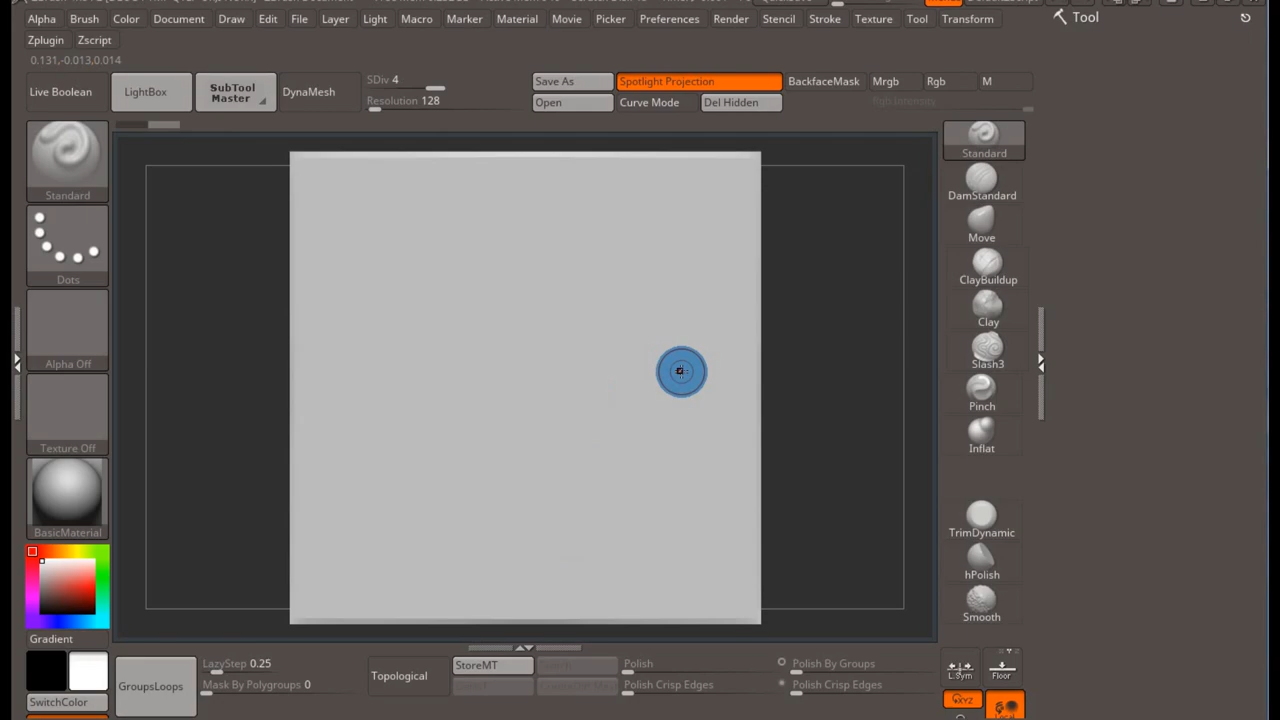 Alpha Brush Color Document Draw Edit File Layer Light Macro Marker Material Movie Picker Preferences Render Stencil Stroke Texture Tool Transform
Tool
Zplugin Zscript
0.131,-0.013,0.014
Live Boolean
LightBox
SubTool
Master
DynaMesh
SDiv 4
Resolution 128
Save As
Spotlight Projection
BackfaceMask
Mrgb
Rgb
M
Open
Curve Mode
Del Hidden
Rgb Intensity
Standard
Dots
Alpha Off
Texture Off
BasicMaterial
Gradient
SwitchColor
Standard
DamStandard
Move
ClayBuildup
Clay
Slash3
Pinch
Inflat
TrimDynamic
hPolish
Smooth
L.Sym
Floor
XYZ
GroupsLoops
LazyStep 0.25
Mask By Polygroups 0
Topological
StoreMT
Polish
Polish Crisp Edges
Polish By Groups
Polish Crisp Edges